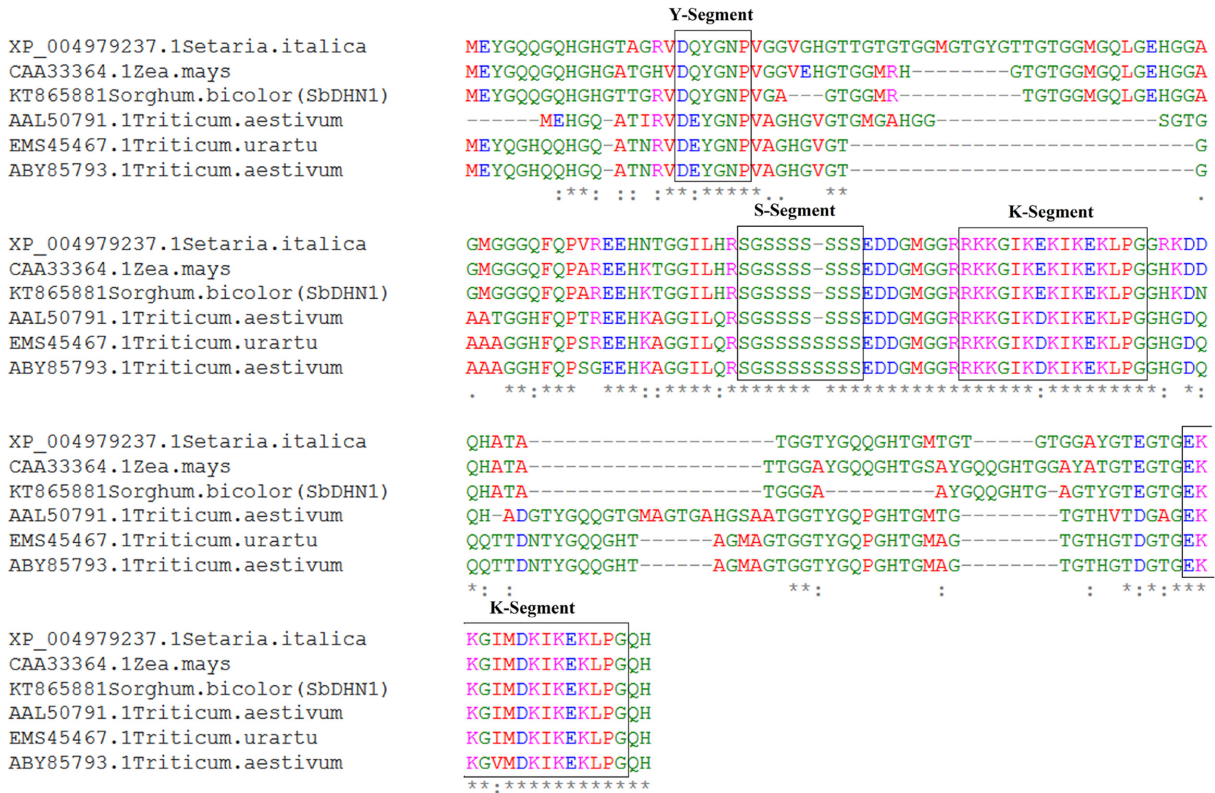 Y-Segment
XP_004979237.1Setaria.italica MEYGQQGQHGHGTAGRVDQYGNPVGGVGHGTTGTGTGGMGTGYGTTGTGGMGQLGEHGGA
CAA33364.1Zea.mays MEYGQQGQHGHGATGHVDQYGNPVGGVEHGTGGMRH--------GTGTGGMGQLGEHGGA
KT865881Sorghum.bicolor(SbDHN1) MEYGQQGQHGHGTTGRVDQYGNPVGA---GTGGMR----------TGTGGMGQLGEHGGA
AAL50791.1Triticum.aestivum ------MEHGQ-ATIRVDEYGNPVAGHGVGTGMGAHGG------------------SGTG
EMS45467.1Triticum.urartu MEYGHQQHGQ-ATNRVDEYGNPVAGHGVGT-----------------------------G
ABY85793.1Triticum.aestivum MEYGQHGHQQHGQ-ATNRVDEYGNPVAGHGVGT----------------------------G
:** :: :**:*****.. ** .
S-Segment K-Segment
XP_004979237.1Setaria.italica GMGGGQFQPVREEHNTGGILHRSGSSSS-SSSEDDGMGGRRKKGIKEKIKEKLPGGRKDD
CAA33364.1Zea.mays GMGGGQFQPAREEHKTGGILHRSGSSSS-SSSEDDGMGGRRKKGIKEKIKEKLPGGHKDD
KT865881Sorghum.bicolor(SbDHN1) GMGGGQFQPAREEHKTGGILHRSGSSSS-SSSEDDGMGGRRKKGIKEKIKEKLPGGHKDN
AAL50791.1Triticum.aestivum AATGGHFQPTREEHKAGGILQRSGSSSS-SSSEDDGMGGRRKKGIKDKIKEKLPGGHGDQ
EMS45467.1Triticum.urartu AAAGGHFQPSREEHKAGGILQRSGSSSSSSSSEDDGMGGRRKKGIKDKIKEKLPGGHGDQ
ABY85793.1Triticum.aestivum AAAGGHFQPSGEEHKAGGILQRSGSSSSSSSSEDDGMGGRRKKGIKDKIKEKLPGGHGDQ
. **:*** ***::****:******* *****************:*********: *:
XP_004979237.1Setaria.italica QHATA--------------------TGGTYGQQGHTGMTGT-----GTGGAYGTEGTGEK
CAA33364.1Zea.mays QHATA-------------------TTGGAYGQQGHTGSAYGQQGHTGGAYATGTEGTGEK
KT865881Sorghum.bicolor(SbDHN1) QHATA-------------------TGGGA---------AYGQQGHTG-AGTYGTEGTGEK
AAL50791.1Triticum.aestivum QH-ADGTYGQQGTGMAGTGAHGSAATGGTYGQPGHTGMTG--------TGTHVTDGAGEK
EMS45467.1Triticum.urartu QQTTDNTYGQQGHT------AGMAGTGGTYGQPGHTGMAG--------TGTHGTDGTGEK
ABY85793.1Triticum.aestivum QQTTDNTYGQQGHT------AGMAGTGGTYGQPGHTGMAG--------TGTHGTDGTGEK
*: : **: : : *:*:***
K-Segment
XP_004979237.1Setaria.italica KGIMDKIKEKLPGQH
CAA33364.1Zea.mays KGIMDKIKEKLPGQH
KT865881Sorghum.bicolor(SbDHN1) KGIMDKIKEKLPGQH
AAL50791.1Triticum.aestivum KGIMDKIKEKLPGQH
EMS45467.1Triticum.urartu KGIMDKIKEKLPGQH
ABY85793.1Triticum.aestivum KGVMDKIKEKLPGQH
**:************